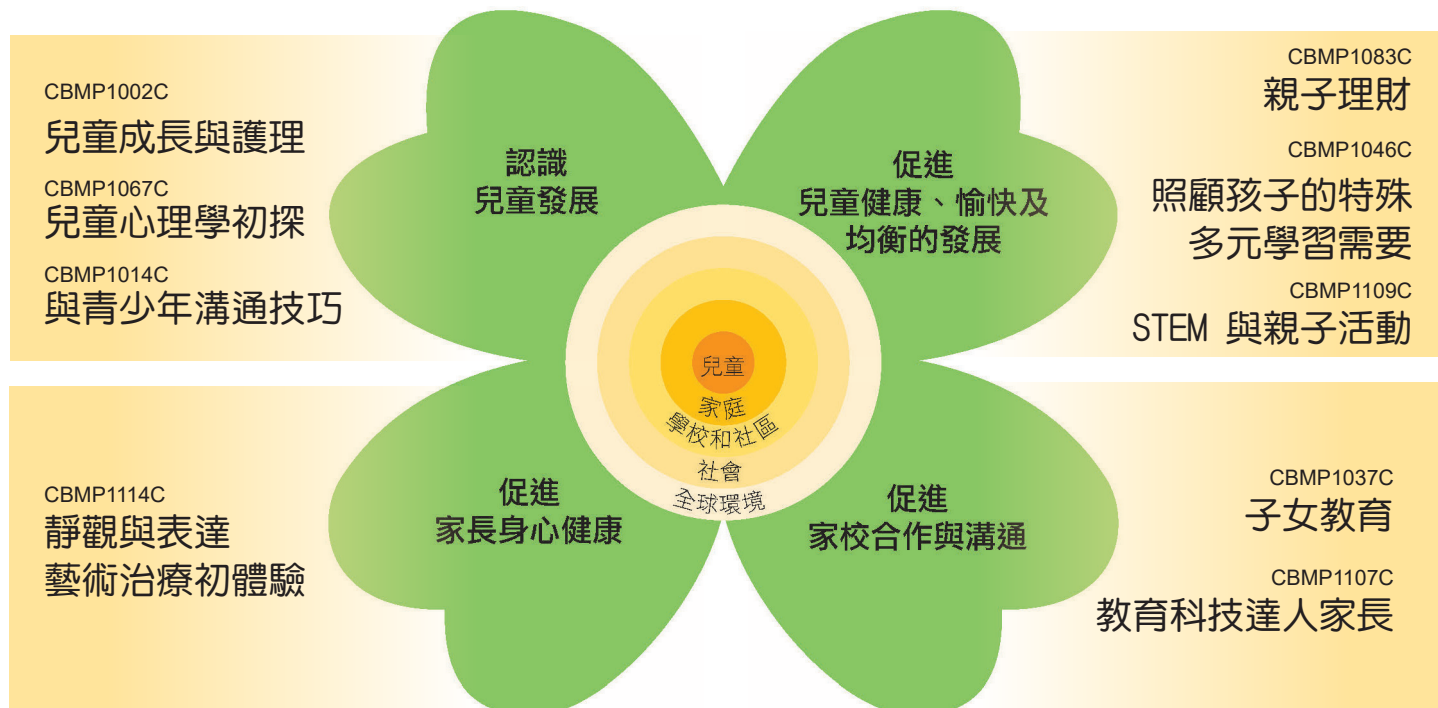 CBMP1002C
兒童成長與護理
CBMP1067C
兒童心理學初探
CBMP1014C
與青少年溝通技巧
認識
兒童發展
促進
兒童健康、愉快及
均衡的發展
CBMP1083C
親子理財
CBMP1046C
照顧孩子的特殊
多元學習需要
CBMP1109C
STEM 與親子活動
兒童
家庭
學校和社區
社會
全球環境
CBMP1114C
靜觀與表達
藝術治療初體驗
促進
家長身心健康
促進
家校合作與溝通
CBMP1037C
子女教育
CBMP1107C
教育科技達人家長